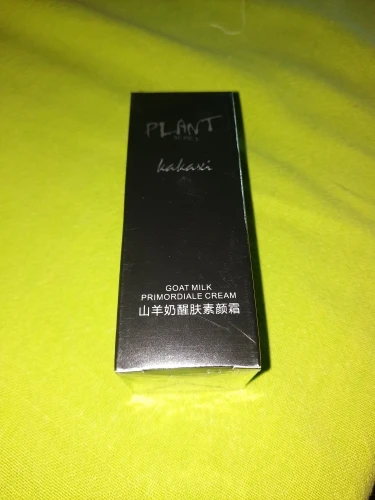 PLANT
kakaxi
GOAT MILK
PRIMORDIALE CREAM
山羊奶醒肤素颜霜